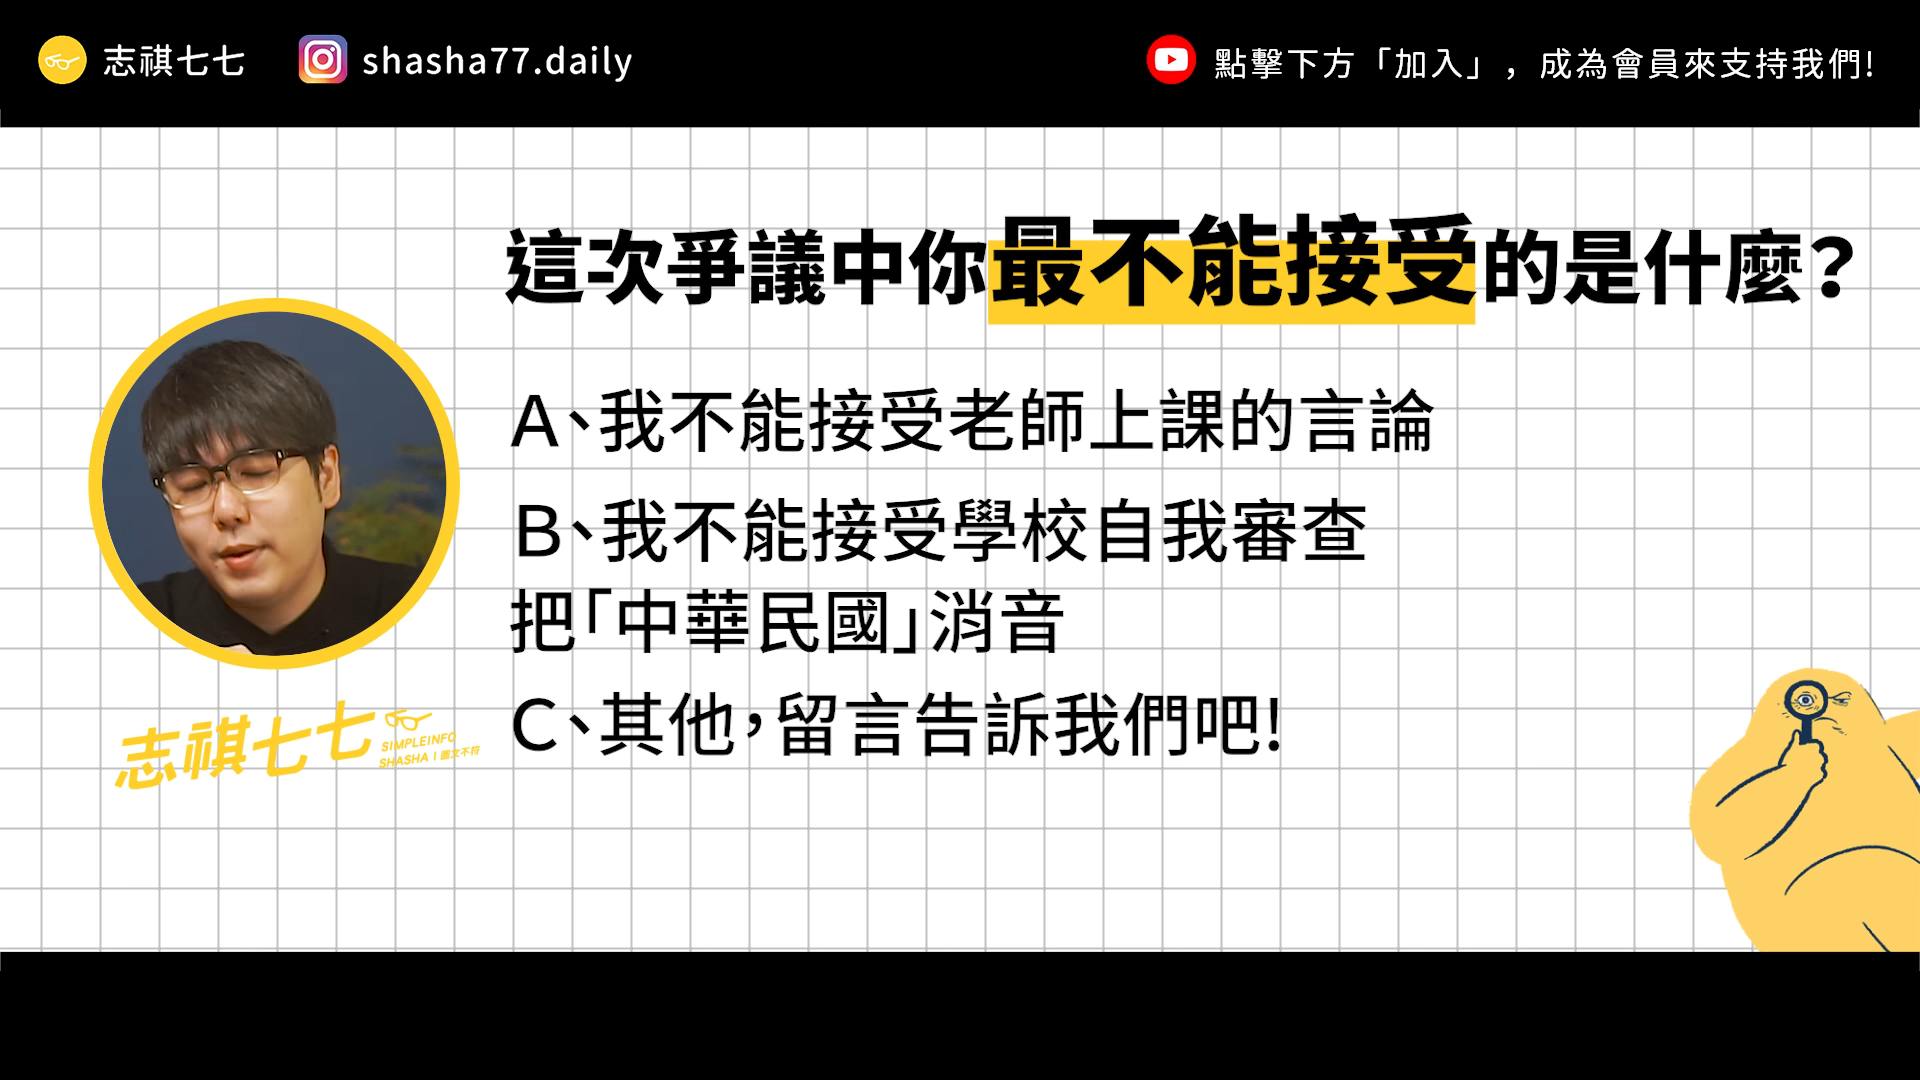 志祺七七
shasha77.daily
點擊下方「加入」，成為會員來支持我們!
這次爭議中你最不能接受的是什麼？
A、我不能接受老師上課的言論
B、我不能接受學校自我審查
把「中華民國」消音
C、其他，留言告訴我們吧!
志祺七七
SIMPLEINFO
SHASHA | 圖文不符